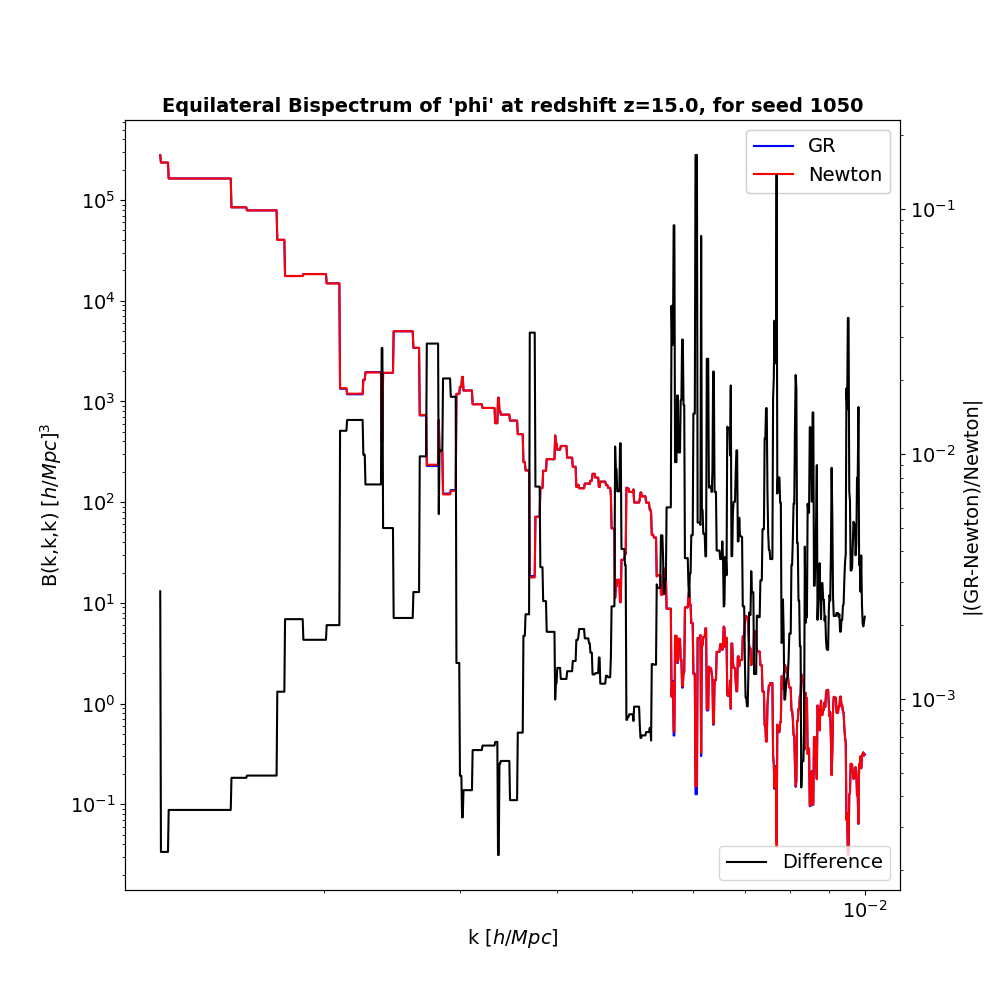 Equilateral Bispectrum of 'phi' at redshift z=15.0, for seed 1050
GR
Newton
10^5
10^4
10^3
10^2
10^1
10^0
10^-1
B(k,k,k) [h/Mpc]^3
10^-1
10^-2
10^-3
|(GR-Newton)/Newton|
Difference
10^-2
k [h/Mpc]